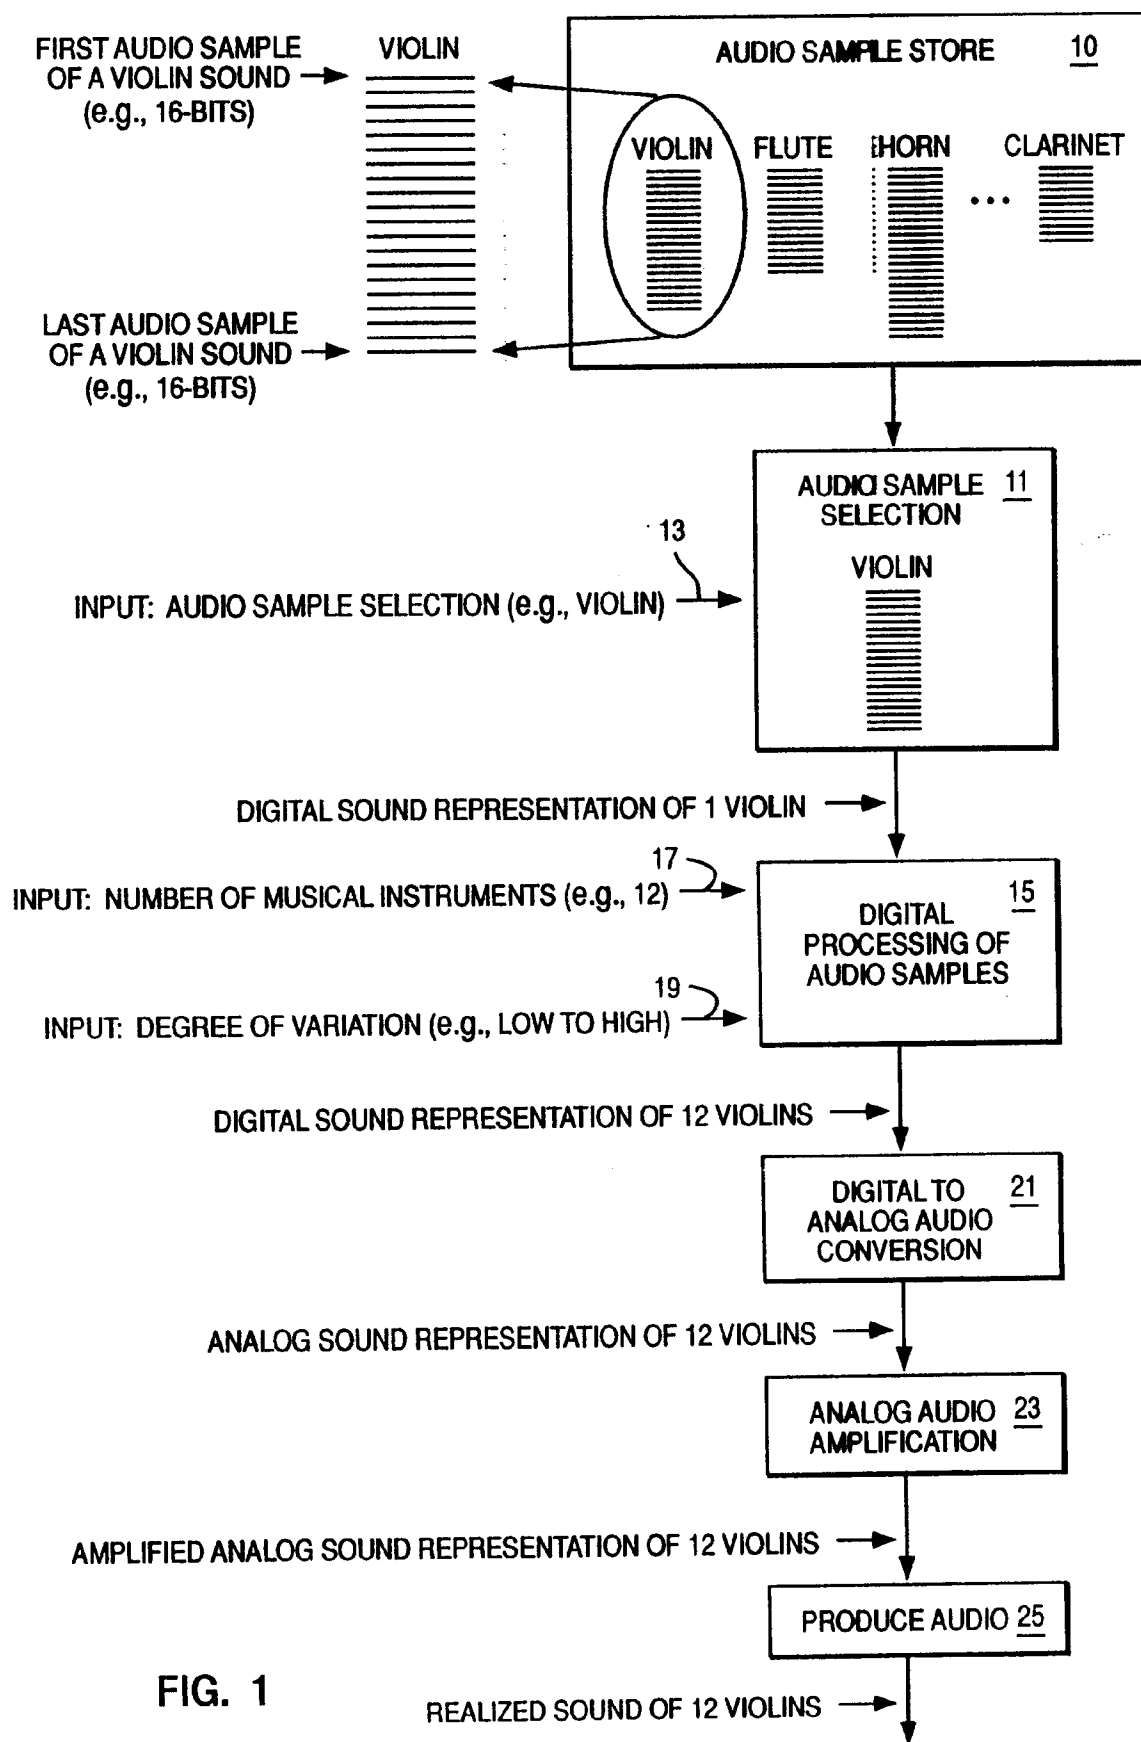 FIRST AUDIO SAMPLE
OF A VIOLIN SOUND
(e.g., 16-BITS)
VIOLIN
AUDIO SAMPLE STORE 10
VIOLIN FLUTE HORN ••• CLARINET
LAST AUDIO SAMPLE
OF A VIOLIN SOUND
(e.g., 16-BITS)
AUDIO SAMPLE 11
SELECTION
VIOLIN
13
INPUT: AUDIO SAMPLE SELECTION (e.g., VIOLIN)
DIGITAL SOUND REPRESENTATION OF 1 VIOLIN
17
INPUT: NUMBER OF MUSICAL INSTRUMENTS (e.g., 12)
15
DIGITAL
PROCESSING OF
AUDIO SAMPLES
19
INPUT: DEGREE OF VARIATION (e.g., LOW TO HIGH)
DIGITAL SOUND REPRESENTATION OF 12 VIOLINS
DIGITAL TO 21
ANALOG AUDIO
CONVERSION
ANALOG SOUND REPRESENTATION OF 12 VIOLINS
ANALOG AUDIO 23
AMPLIFICATION
AMPLIFIED ANALOG SOUND REPRESENTATION OF 12 VIOLINS
PRODUCE AUDIO 25
FIG. 1
REALIZED SOUND OF 12 VIOLINS